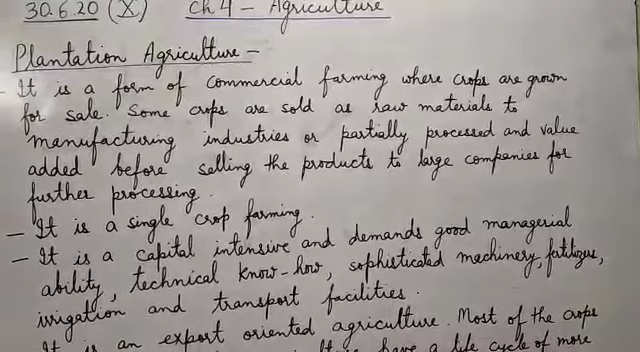 30.6.20 (X) Ch 4 - Agriculture
Plantation Agriculture -
- It is a form of commercial farming where crops are grown
for sale. Some crops are sold as raw materials to
manufacturing industries or partially processed and value
added before selling the products to large companies for
further processing.
- It is a single crop farming.
- It is a capital intensive and demands good managerial
ability, technical know-how, sophisticated machinery, fertilizers,
irrigation and transport facilities.
It is an export oriented agriculture. Most of the crops
have a life cycle of more